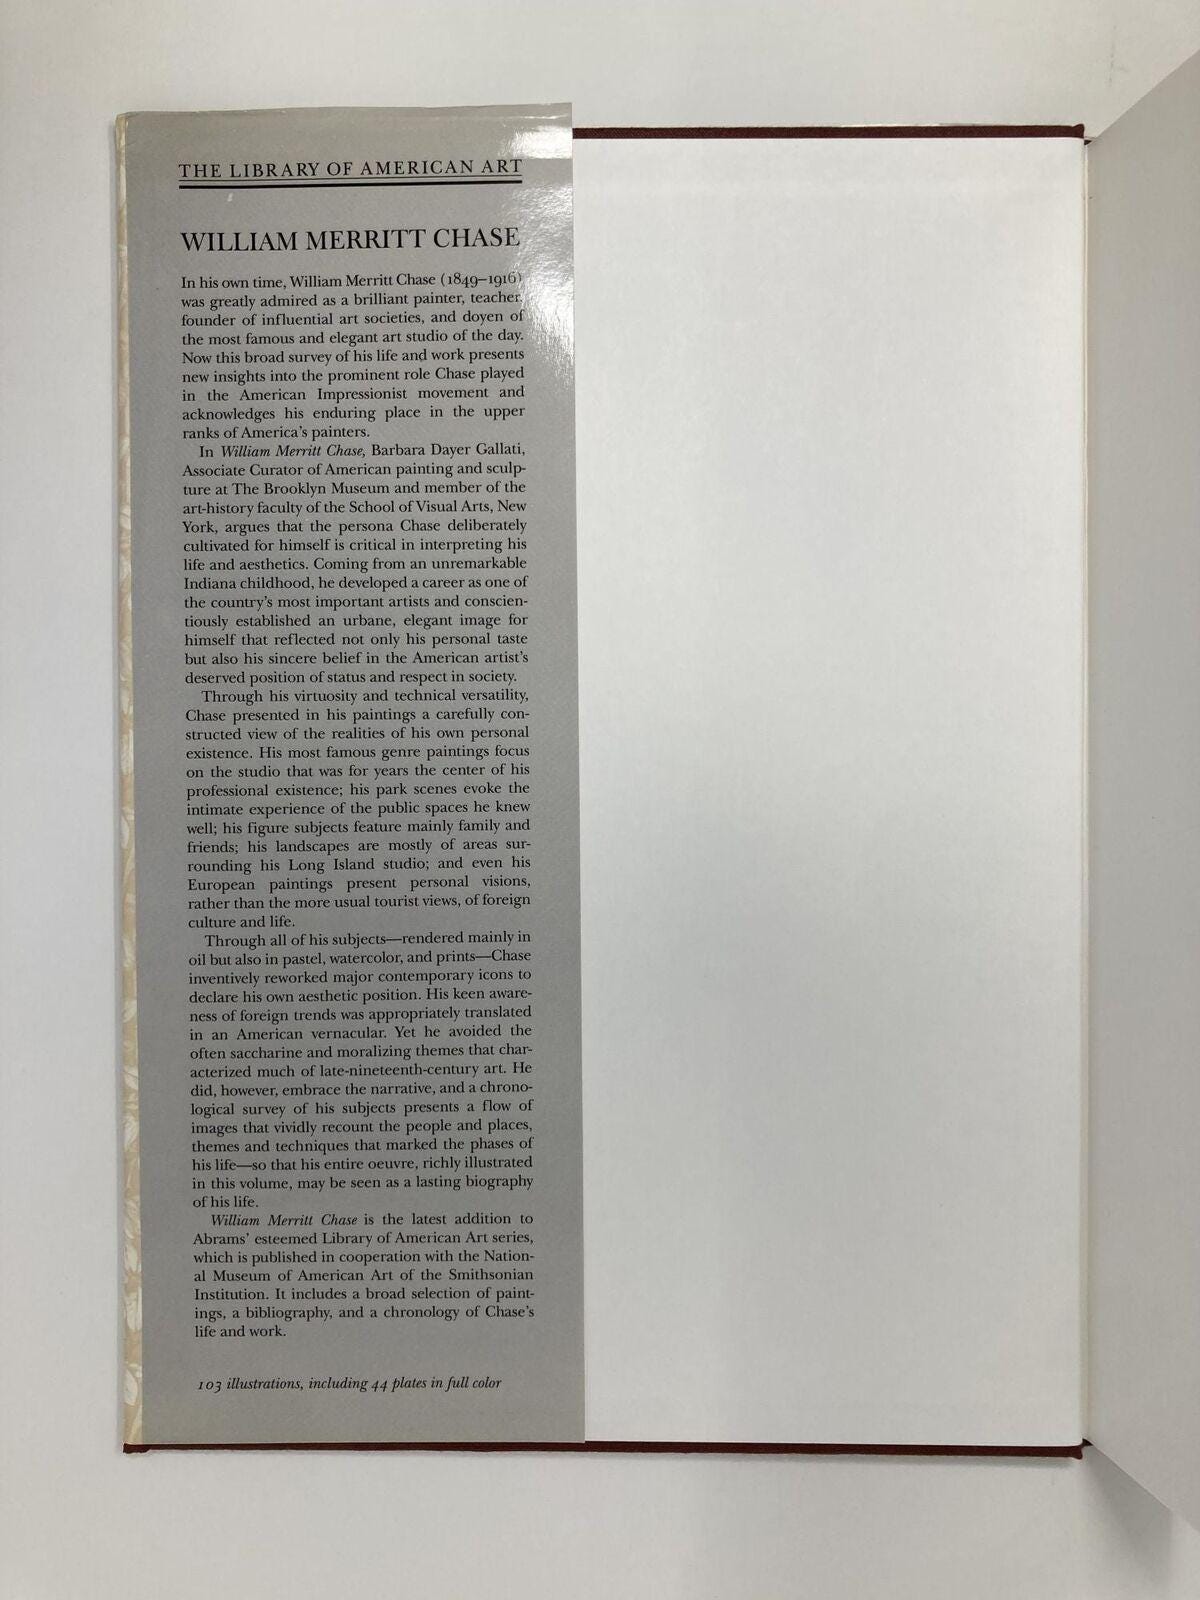 THE LIBRARY OF AMERICAN ART
WILLIAM MERRITT CHASE
In his own time, William Merritt Chase (1849–1916)
was greatly admired as a brilliant painter, teacher,
founder of influential art societies, and doyen of
the most famous and elegant art studio of the day.
Now this broad survey of his life and work presents
new insights into the prominent role Chase played
in the American Impressionist movement and
acknowledges his enduring place in the upper
ranks of America's painters.
In William Merritt Chase, Barbara Dayer Gallati,
Associate Curator of American painting and sculp-
ture at The Brooklyn Museum and member of the
art-history faculty of the School of Visual Arts, New
York, argues that the persona Chase deliberately
cultivated for himself is critical in interpreting his
life and aesthetics. Coming from an unremarkable
Indiana childhood, he developed a career as one of
the country's most important artists and conscien-
tiously established an urbane, elegant image for
himself that reflected not only his personal taste
but also his sincere belief in the American artist's
deserved position of status and respect in society.
Through his virtuosity and technical versatility,
Chase presented in his paintings a carefully con-
structed view of the realities of his own personal
existence. His most famous genre paintings focus
on the studio that was for years the center of his
professional existence; his park scenes evoke the
intimate experience of the public spaces he knew
well; his figure subjects feature mainly family and
friends; his landscapes are mostly of areas sur-
rounding his Long Island studio; and even his
European paintings present personal visions,
rather than the more usual tourist views, of foreign
culture and life.
Through all of his subjects—rendered mainly in
oil but also in pastel, watercolor, and prints—Chase
inventively reworked major contemporary icons to
declare his own aesthetic position. His keen aware-
ness of foreign trends was appropriately translated
in an American vernacular. Yet he avoided the
often saccharine and moralizing themes that char-
acterized much of late-nineteenth-century art. He
did, however, embrace the narrative, and a chrono-
logical survey of his subjects presents a flow of
images that vividly recount the people and places,
themes and techniques that marked the phases of
his life—so that his entire oeuvre, richly illustrated
in this volume, may be seen as a lasting biography
of his life.
William Merritt Chase is the latest addition to
Abrams' esteemed Library of American Art series,
which is published in cooperation with the Nation-
al Museum of American Art of the Smithsonian
Institution. It includes a broad selection of paint-
ings, a bibliography, and a chronology of Chase's
life and work.
103 illustrations, including 44 plates in full color